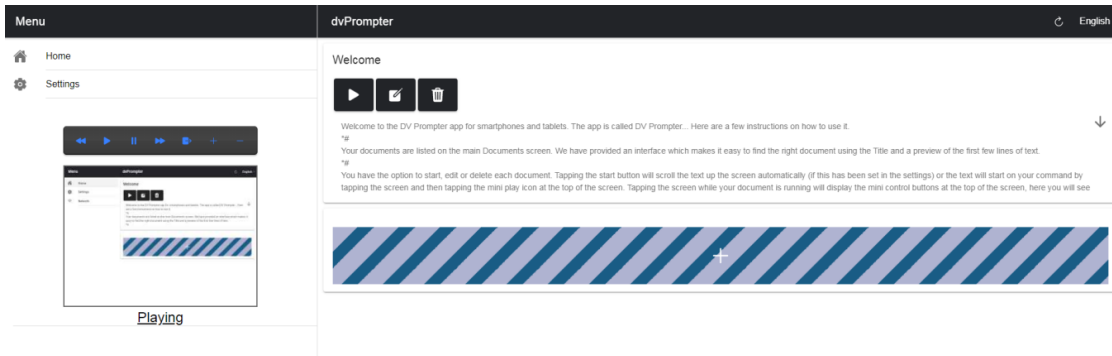 Menu
Home
Settings
Playing
dvPrompter
English
Welcome
Welcome to the DV Prompter app for smartphones and tablets. The app is called DV Prompter... Here are a few instructions on how to use it.
*#
Your documents are listed on the main Documents screen. We have provided an interface which makes it easy to find the right document using the Title and a preview of the first few lines of text.
*#
You have the option to start, edit or delete each document. Tapping the start button will scroll the text up the screen automatically (if this has been set in the settings) or the text will start on your command by
tapping the screen and then tapping the mini play icon at the top of the screen. Tapping the screen while your document is running will display the mini control buttons at the top of the screen, here you will see